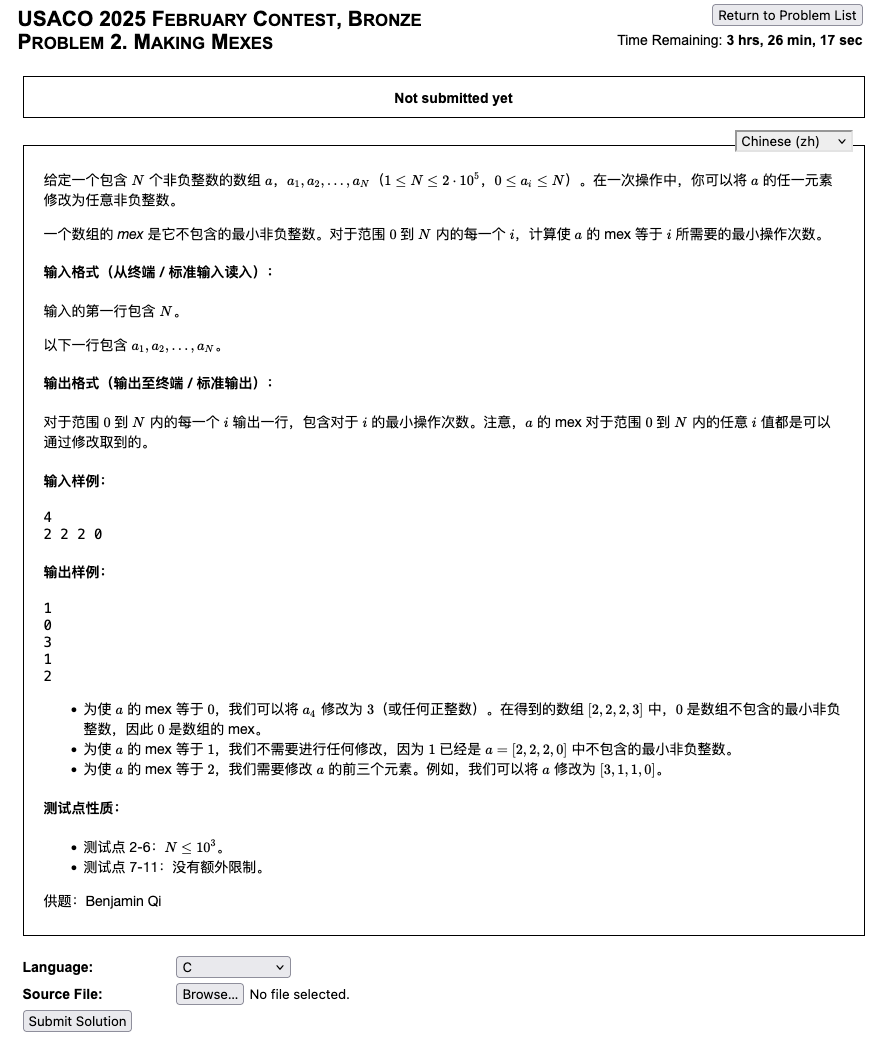 USACO 2025 FEBRUARY CONTEST, BRONZE
PROBLEM 2. MAKING MEXES
Return to Problem List
Time Remaining: 3 hrs, 26 min, 17 sec
Not submitted yet
Chinese (zh)
给定一个包含 N 个非负整数的数组 a，a₁, a₂, . . . , a_N（1 ≤ N ≤ 2 · 10⁵，0 ≤ aᵢ ≤ N）。在一次操作中，你可以将 a 的任一元素
修改为任意非负整数。
一个数组的 mex 是它不包含的最小非负整数。对于范围 0 到 N 内的每一个 i，计算使 a 的 mex 等于 i 所需要的最小操作次数。
输入格式（从终端 / 标准输入读入）：
输入的第一行包含 N。
以下一行包含 a₁, a₂, . . . , a_N。
输出格式（输出至终端 / 标准输出）：
对于范围 0 到 N 内的每一个 i 输出一行，包含对于 i 的最小操作次数。注意，a 的 mex 对于范围 0 到 N 内的任意 i 值都是可以
通过修改取到的。
输入样例：
4
2 2 2 0
输出样例：
1
0
3
1
2
• 为使 a 的 mex 等于 0，我们可以将 a₄ 修改为 3（或任何正整数）。在得到的数组 [2, 2, 2, 3] 中，0 是数组不包含的最小非负
整数，因此 0 是数组的 mex。
• 为使 a 的 mex 等于 1，我们不需要进行任何修改，因为 1 已经是 a = [2, 2, 2, 0] 中不包含的最小非负整数。
• 为使 a 的 mex 等于 2，我们需要修改 a 的前三个元素。例如，我们可以将 a 修改为 [3, 1, 1, 0]。
测试点性质：
• 测试点 2-6：N ≤ 10³。
• 测试点 7-11：没有额外限制。
供题：Benjamin Qi
Language: C
Source File: Browse... No file selected.
Submit Solution